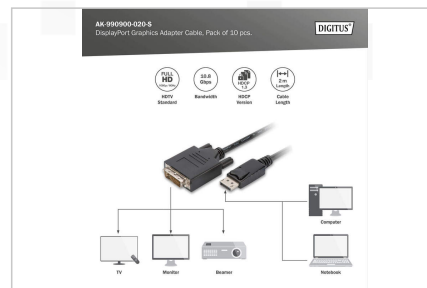 AK-990900-020-S
DisplayPort Graphics Adapter Cable, Pack of 10 pcs.
DIGITUS®
FULL
HD
10.8
Gbps
HDCP
1.3
2 m
Length
HDTV
Standard
Bandwidth
HDCP
Version
Cable
Length
Computer
TV
Monitor
Beamer
Notebook